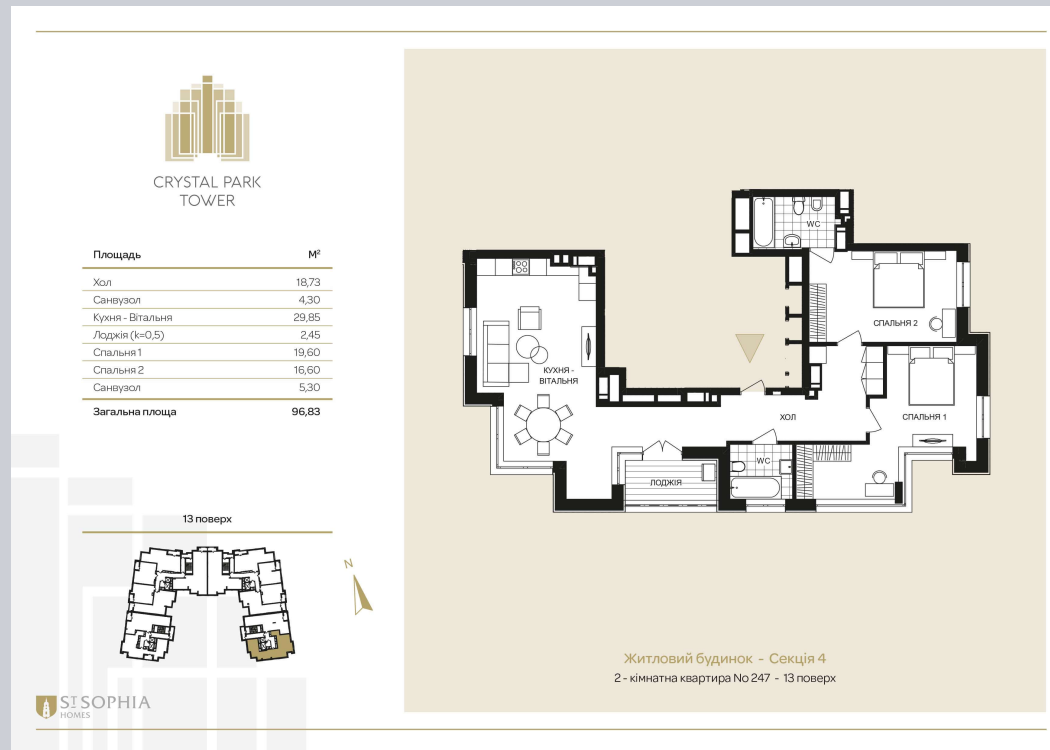 CRYSTAL PARK
TOWER
Площадь М²
Хол 18,73
Санвузол 4,30
Кухня - Вітальня 29,85
Лоджія (k=0,5) 2,45
Спальня 1 19,60
Спальня 2 16,60
Санвузол 5,30
Загальна площа 96,83
13 поверх
N
ST SOPHIA
HOMES
WC
СПАЛЬНЯ 2
КУХНЯ -
ВІТАЛЬНЯ
ХОЛ
СПАЛЬНЯ 1
WC
ЛОДЖІЯ
Житловий будинок - Секція 4
2 - кімнатна квартира No 247 - 13 поверх